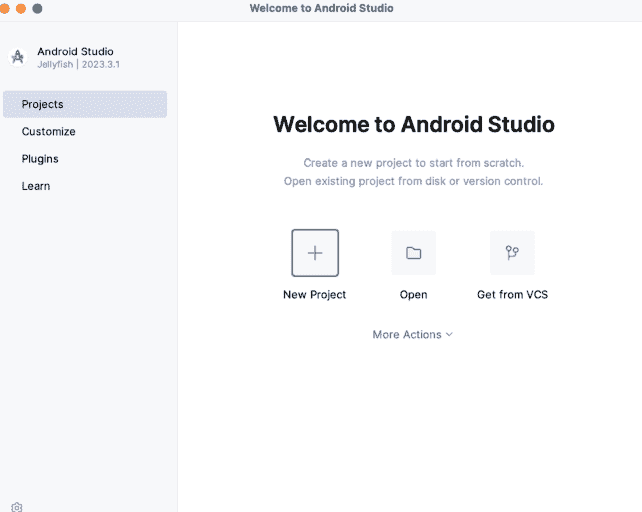 Welcome to Android Studio
Android Studio
Jellyfish | 2023.3.1
Projects
Customize
Plugins
Learn
Welcome to Android Studio
Create a new project to start from scratch.
Open existing project from disk or version control.
New Project
Open
Get from VCS
More Actions